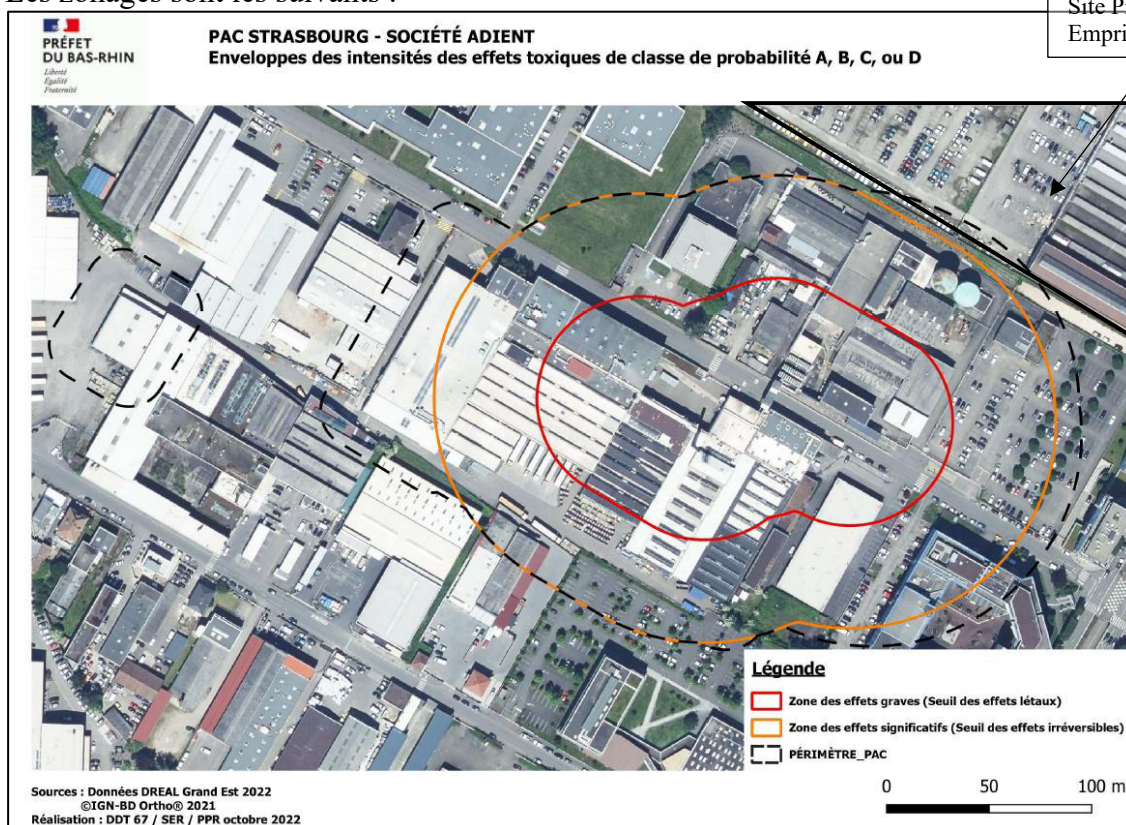 Les zonages sont les suivants :
Site P
Empri
PRÉFET
DU BAS-RHIN
Liberté
Égalité
Fraternité
PAC STRASBOURG - SOCIÉTÉ ADIENT
Enveloppes des intensités des effets toxiques de classe de probabilité A, B, C, ou D
Légende
Zone des effets graves (Seuil des effets létaux)
Zone des effets significatifs (Seuil des effets irréversibles)
PÉRIMÈTRE_PAC
0 50 100 m
Sources : Données DREAL Grand Est 2022
©IGN-BD Ortho® 2021
Réalisation : DDT 67 / SER / PPR octobre 2022